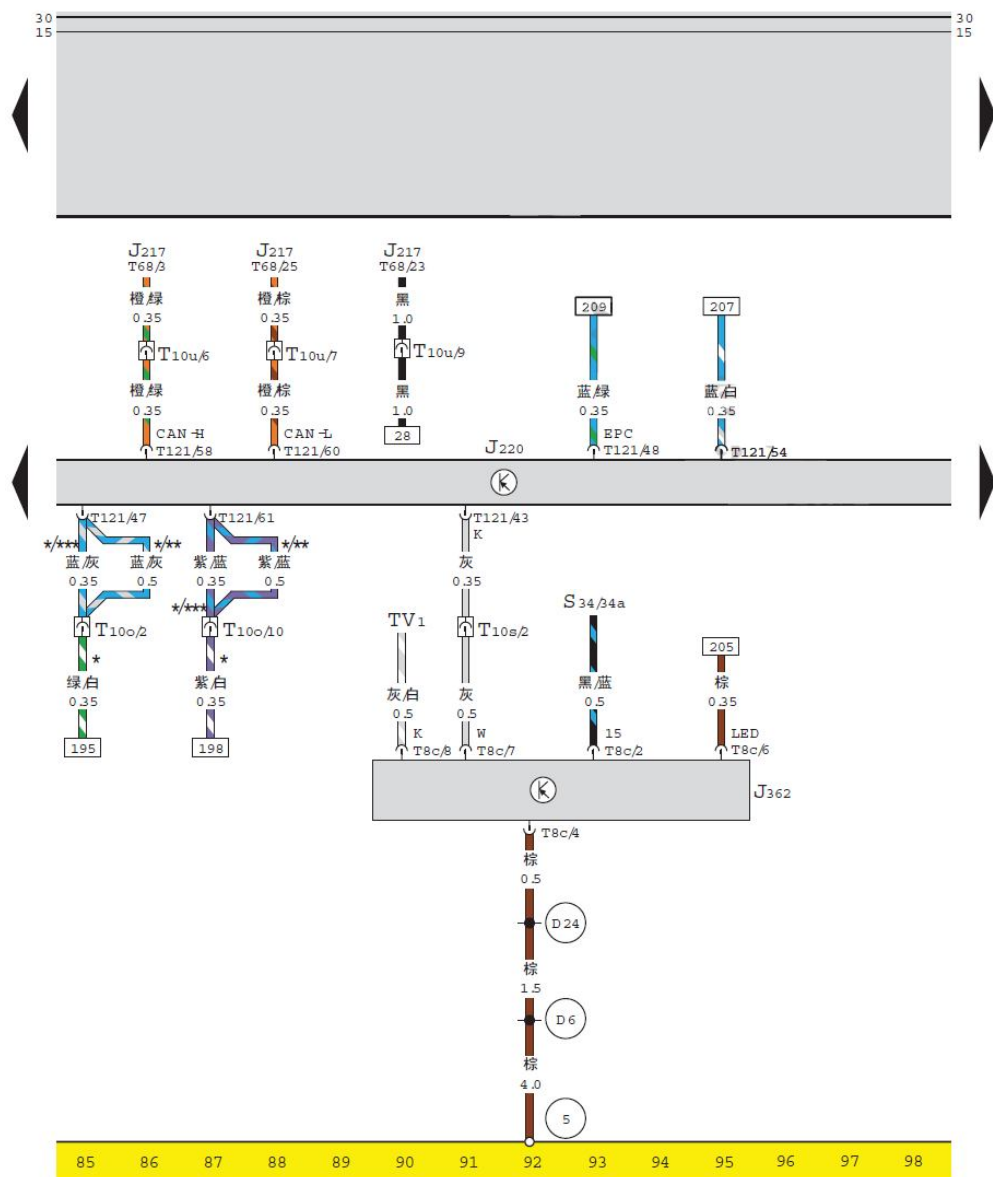 30 30
15 15
J217 J217 J217
T68/3 T68/25 T68/23
橙/绿 橙/棕 黑 209 207
0.35 0.35 1.0
T10u/6 T10u/7 T10u/9
橙/绿 橙/棕 黑 蓝/绿 蓝/白
0.35 0.35 1.0 0.35 0.35
CAN-H CAN-L 28 EPC
T121/58 T121/60 J220 T121/48 T121/54
T121/47 T121/61 T121/43
K
*/*** */** */**
蓝/灰 蓝/灰 紫/蓝 紫/蓝 灰
0.35 0.5 0.35 0.5 0.35
*/*** S34/34a
TV1
T10o/2 T10o/10 T10s/2
* * 205
绿/白 紫/白 灰/白 灰 黑/蓝 棕
0.35 0.35 0.5 0.5 0.5 0.35
K W 15 LED
195 198 T8c/8 T8c/7 T8c/2 T8c/6
J362
T8c/4
棕
0.5
D24
棕
1.5
D6
棕
4.0
5
85 86 87 88 89 90 91 92 93 94 95 96 97 98